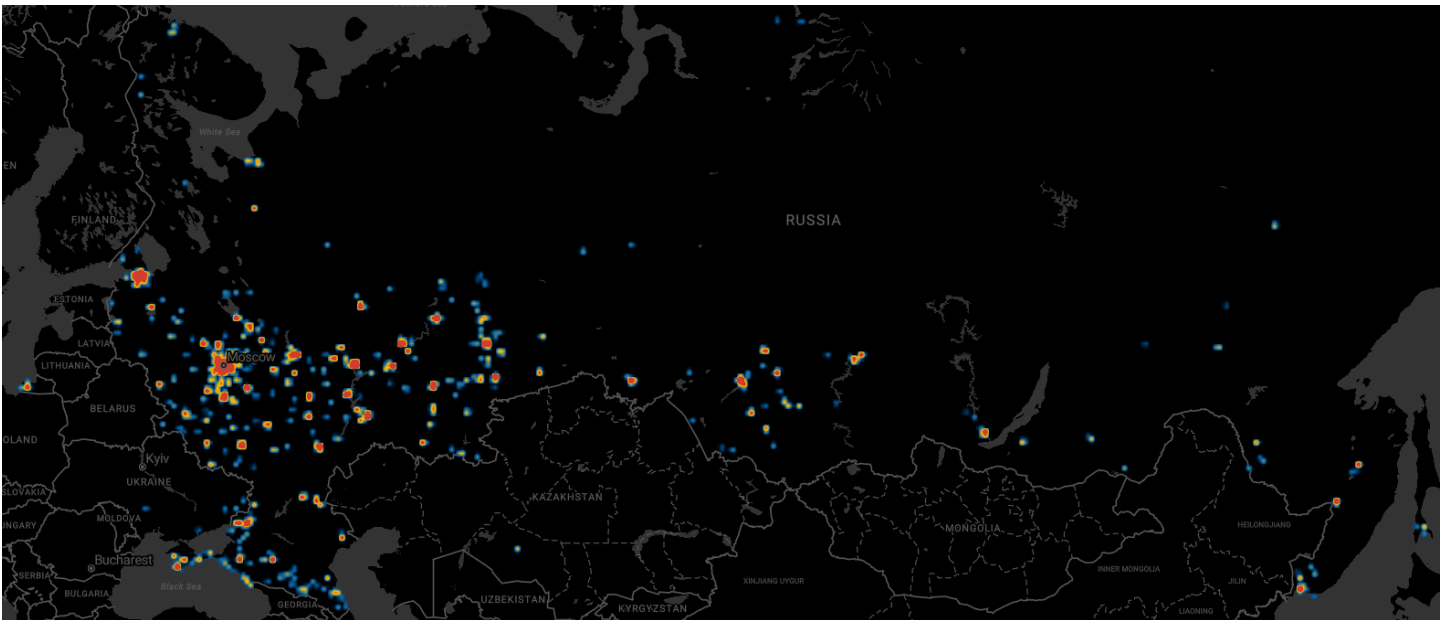 White Sea
EN
FINLAND
RUSSIA
ESTONIA
LATVIA
Moscow
LITHUANIA
BELARUS
OLAND
Kyiv
UKRAINE
SLOVAKIA
KAZAKHSTAN
UNGARY
MOLDOVA
MONGOLIA
HEILONGJIANG
Bucharest
SERBIA
Black Sea
BULGARIA
GEORGIA
UZBEKISTAN
KYRGYZSTAN
XINJIANG UYGUR
INNER MONGOLIA
JILIN
LIAONING